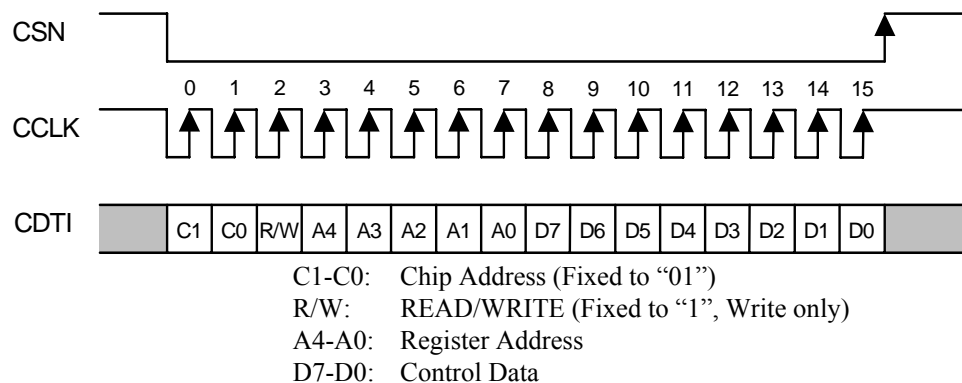 CSN
0 1 2 3 4 5 6 7 8 9 10 11 12 13 14 15
CCLK
CDTI C1 C0 R/W A4 A3 A2 A1 A0 D7 D6 D5 D4 D3 D2 D1 D0
C1-C0: Chip Address (Fixed to “01”)
R/W: READ/WRITE (Fixed to “1”, Write only)
A4-A0: Register Address
D7-D0: Control Data